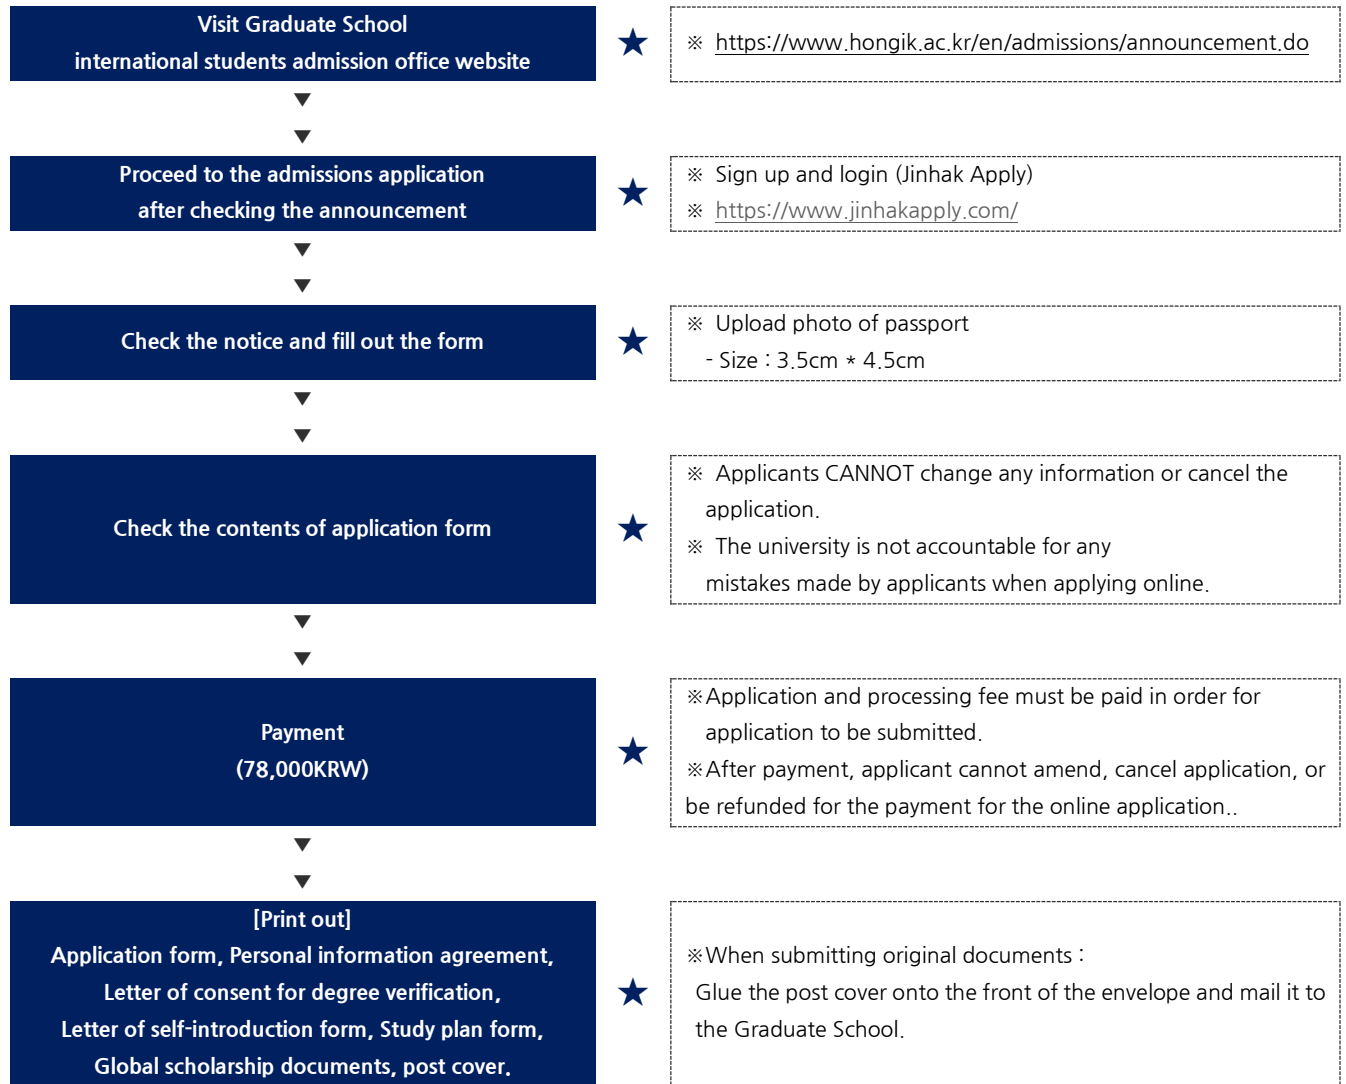 Visit Graduate School
international students admission office website
★
※ https://www.hongik.ac.kr/en/admissions/announcement.do
▼
▼
Proceed to the admissions application
after checking the announcement
★
※ Sign up and login (Jinhak Apply)
※ https://www.jinhakapply.com/
▼
▼
Check the notice and fill out the form
★
※ Upload photo of passport
- Size : 3.5cm * 4.5cm
▼
▼
Check the contents of application form
★
※ Applicants CANNOT change any information or cancel the
application.
※ The university is not accountable for any
mistakes made by applicants when applying online.
▼
▼
Payment
(78,000KRW)
★
※Application and processing fee must be paid in order for
application to be submitted.
※After payment, applicant cannot amend, cancel application, or
be refunded for the payment for the online application..
▼
▼
[Print out]
Application form, Personal information agreement,
Letter of consent for degree verification,
Letter of self-introduction form, Study plan form,
Global scholarship documents, post cover.
★
※When submitting original documents :
Glue the post cover onto the front of the envelope and mail it to
the Graduate School.